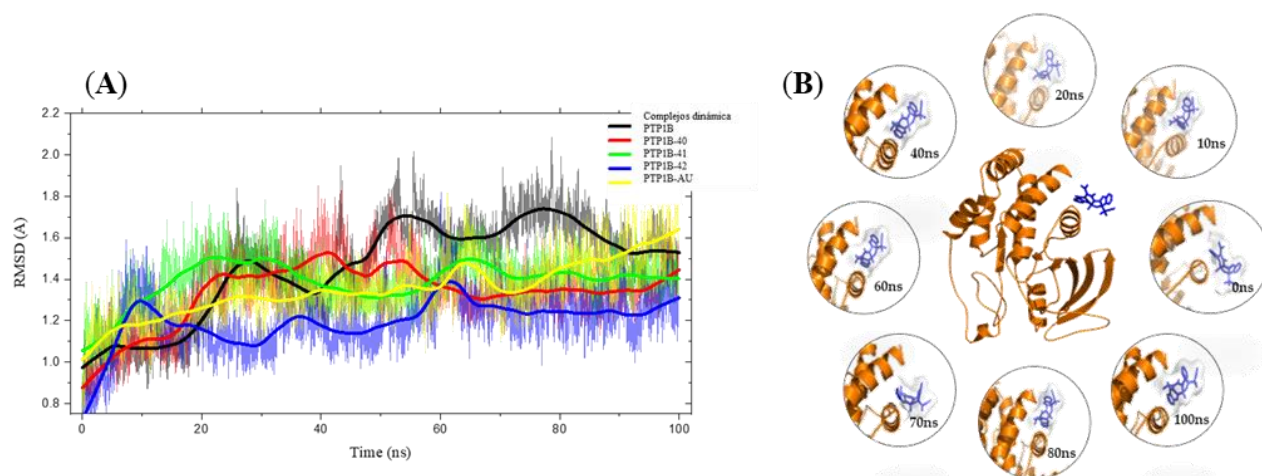 (A)
2.2
2.0
1.8
1.6
1.4
1.2
1.0
0.8
RMSD (A)
0
20
40
60
80
100
Time (ns)
Complejos dinámica
PTP1B
PTP1B-40
PTP1B-41
PTP1B-42
PTP1B-AU
(B)
20ns
40ns
10ns
60ns
0ns
70ns
80ns
100ns